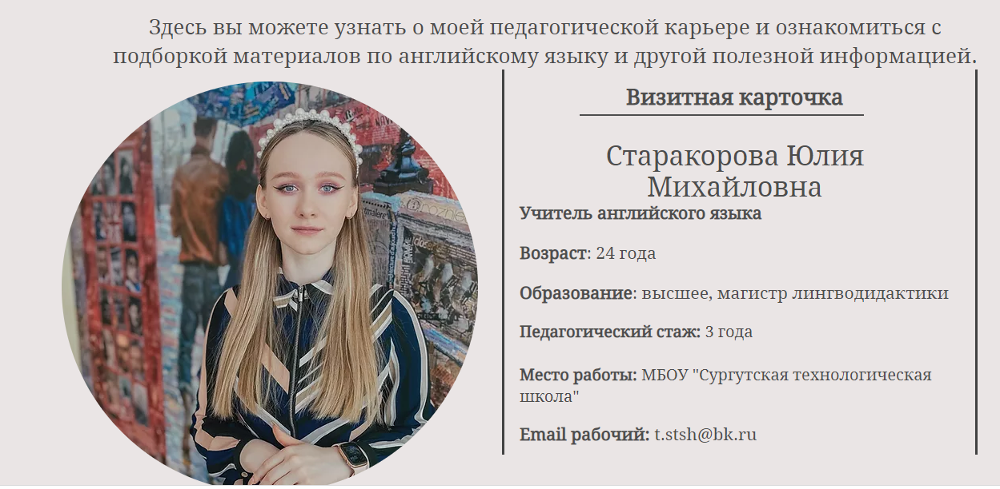 Здесь вы можете узнать о моей педагогической карьере и ознакомиться с
подборкой материалов по английскому языку и другой полезной информацией.
Визитная карточка
Старакорова Юлия
Михайловна
Учитель английского языка
Возраст: 24 года
Образование: высшее, магистр лингводидактики
Педагогический стаж: 3 года
Место работы: МБОУ "Сургутская технологическая
школа"
Email рабочий: t.stsh@bk.ru